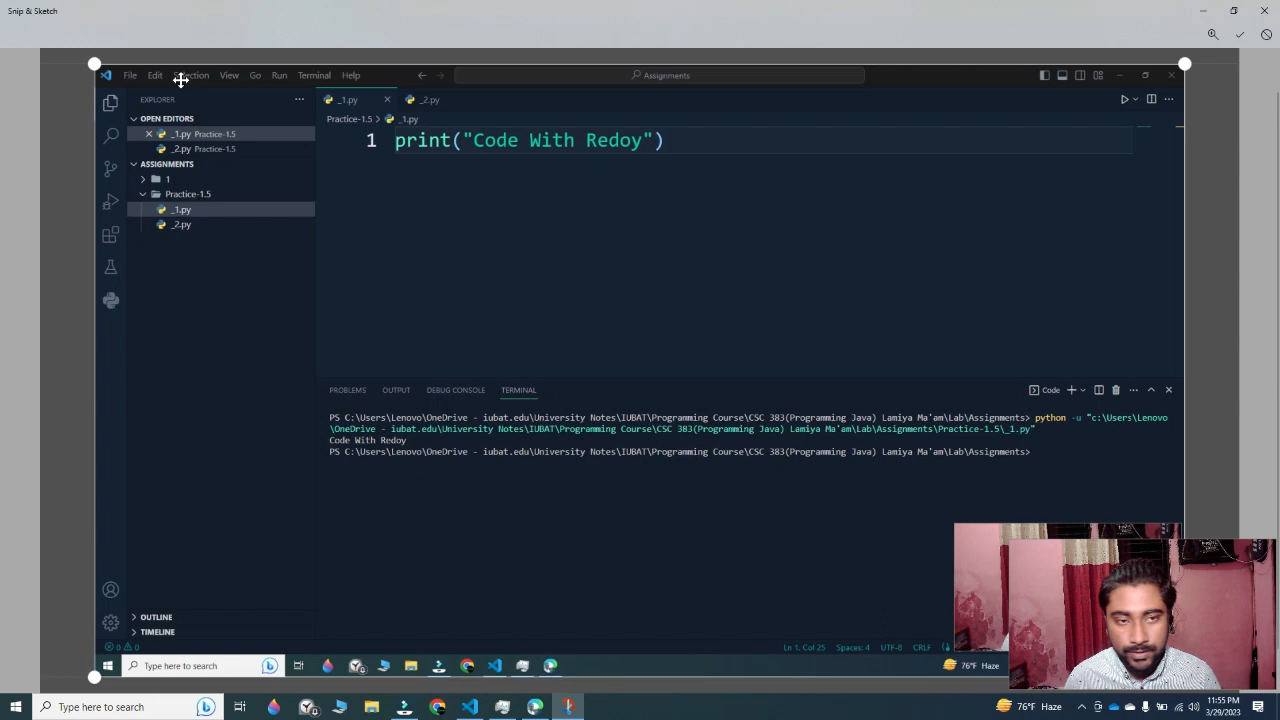 Snip & Sketch
File Edit Selection View Go Run Terminal Help
Assignments
EXPLORER
OPEN EDITORS
_1.py Practice-1.5
_2.py Practice-1.5
ASSIGNMENTS
1
Practice-1.5
_1.py
_2.py
OUTLINE
TIMELINE
_1.py
_2.py
Practice-1.5 > _1.py
1 print("Code With Redoy")
PROBLEMS OUTPUT DEBUG CONSOLE TERMINAL
Code
PS C:\Users\Lenovo\OneDrive - iubat.edu\University Notes\IUBAT\Programming Course\CSC 383(Programming Java) Lamiya Ma'am\Lab\Assignments> python -u "c:\Users\Lenovo
\OneDrive - iubat.edu\University Notes\IUBAT\Programming Course\CSC 383(Programming Java) Lamiya Ma'am\Lab\Assignments\Practice-1.5\_1.py"
Code With Redoy
PS C:\Users\Lenovo\OneDrive - iubat.edu\University Notes\IUBAT\Programming Course\CSC 383(Programming Java) Lamiya Ma'am\Lab\Assignments>
0 0
Ln 1, Col 25 Spaces: 4 UTF-8 CRLF
Type here to search
76°F Haze
Type here to search
76°F Haze
11:55 PM
3/29/2023